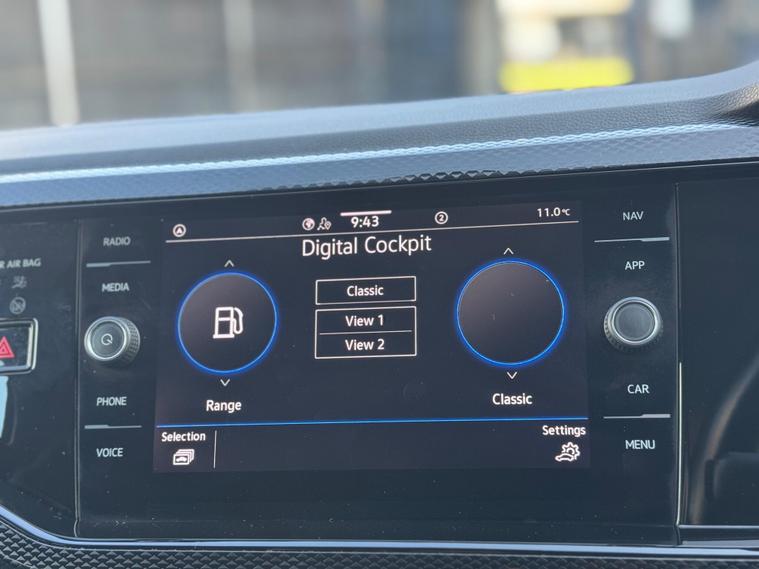 9:43
2
11.0°C
Digital Cockpit
Classic
View 1
View 2
Range
Classic
Selection
Settings
RADIO
MEDIA
PHONE
VOICE
NAV
APP
CAR
MENU
AIR BAG